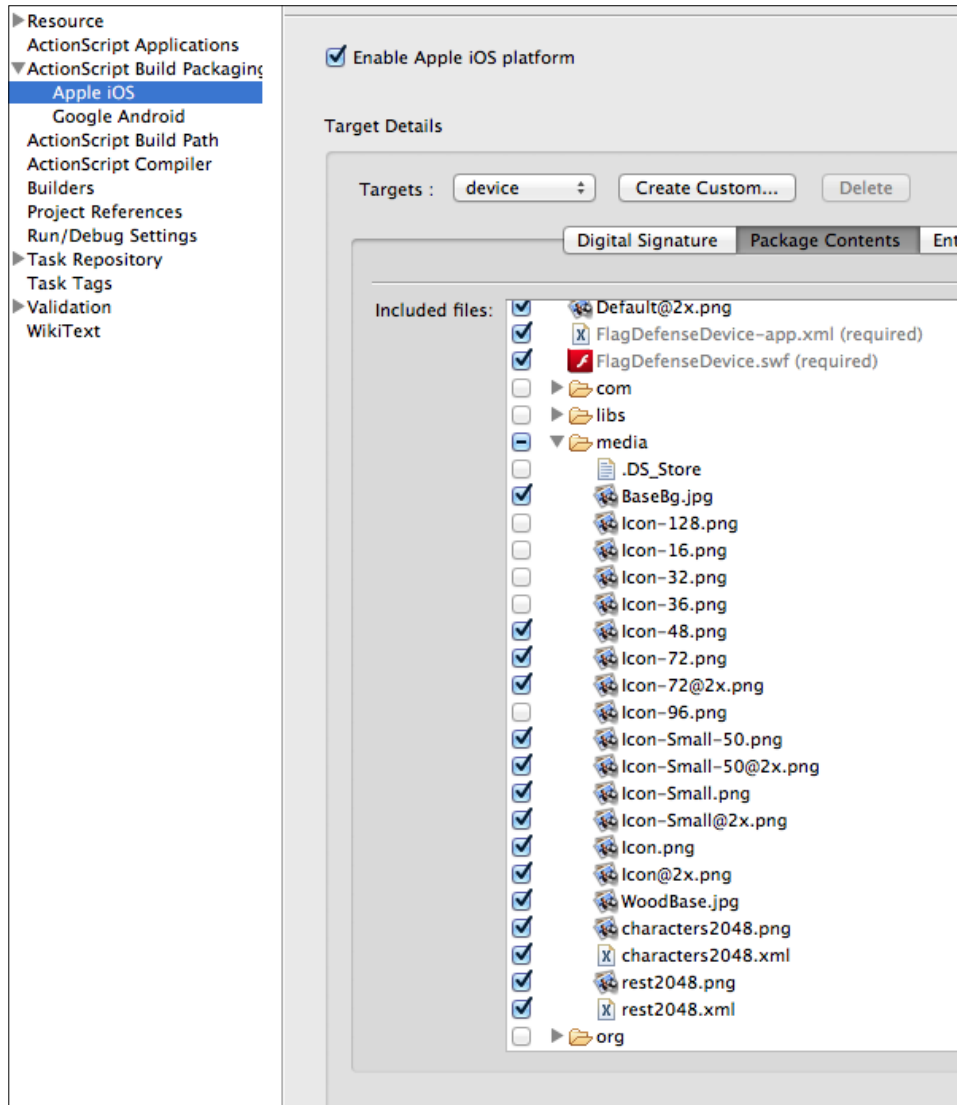 Resource
ActionScript Applications
ActionScript Build Packaging
Apple iOS
Google Android
ActionScript Build Path
ActionScript Compiler
Builders
Project References
Run/Debug Settings
Task Repository
Task Tags
Validation
WikiText
Enable Apple iOS platform
Target Details
Targets : device Create Custom... Delete
Digital Signature Package Contents Ent
Included files:
Default@2x.png
FlagDefenseDevice-app.xml (required)
FlagDefenseDevice.swf (required)
com
libs
media
.DS_Store
BaseBg.jpg
Icon-128.png
Icon-16.png
Icon-32.png
Icon-36.png
Icon-48.png
Icon-72.png
Icon-72@2x.png
Icon-96.png
Icon-Small-50.png
Icon-Small-50@2x.png
Icon-Small.png
Icon-Small@2x.png
Icon.png
Icon@2x.png
WoodBase.jpg
characters2048.png
characters2048.xml
rest2048.png
rest2048.xml
org